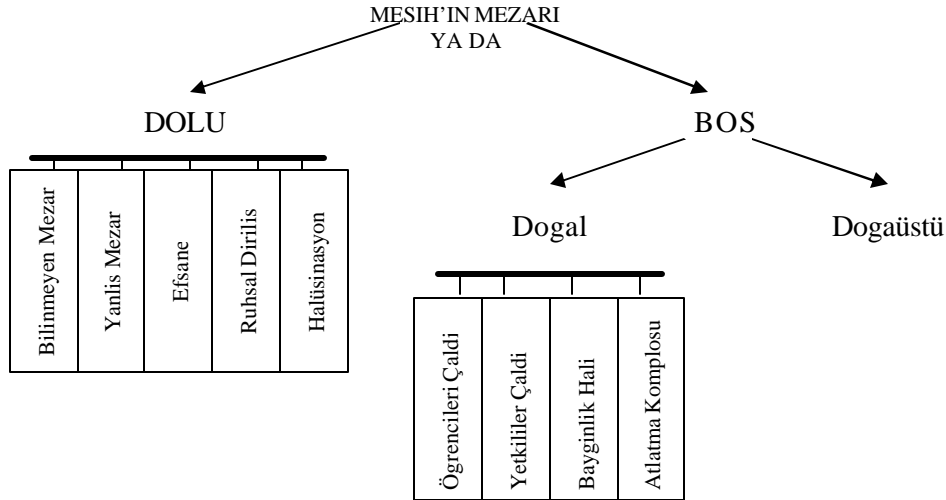 MESIH'IN MEZARI
YA DA
DOLU
BOS
Bilinmeyen Mezar
Yanlis Mezar
Efsane
Ruhsal Dirilis
Halüsinasyon
Dogal
Dogaüstü
Ögrencileri Çaldi
Yetkililer Çaldi
Bayginlik Hali
Atlatma Komplosu